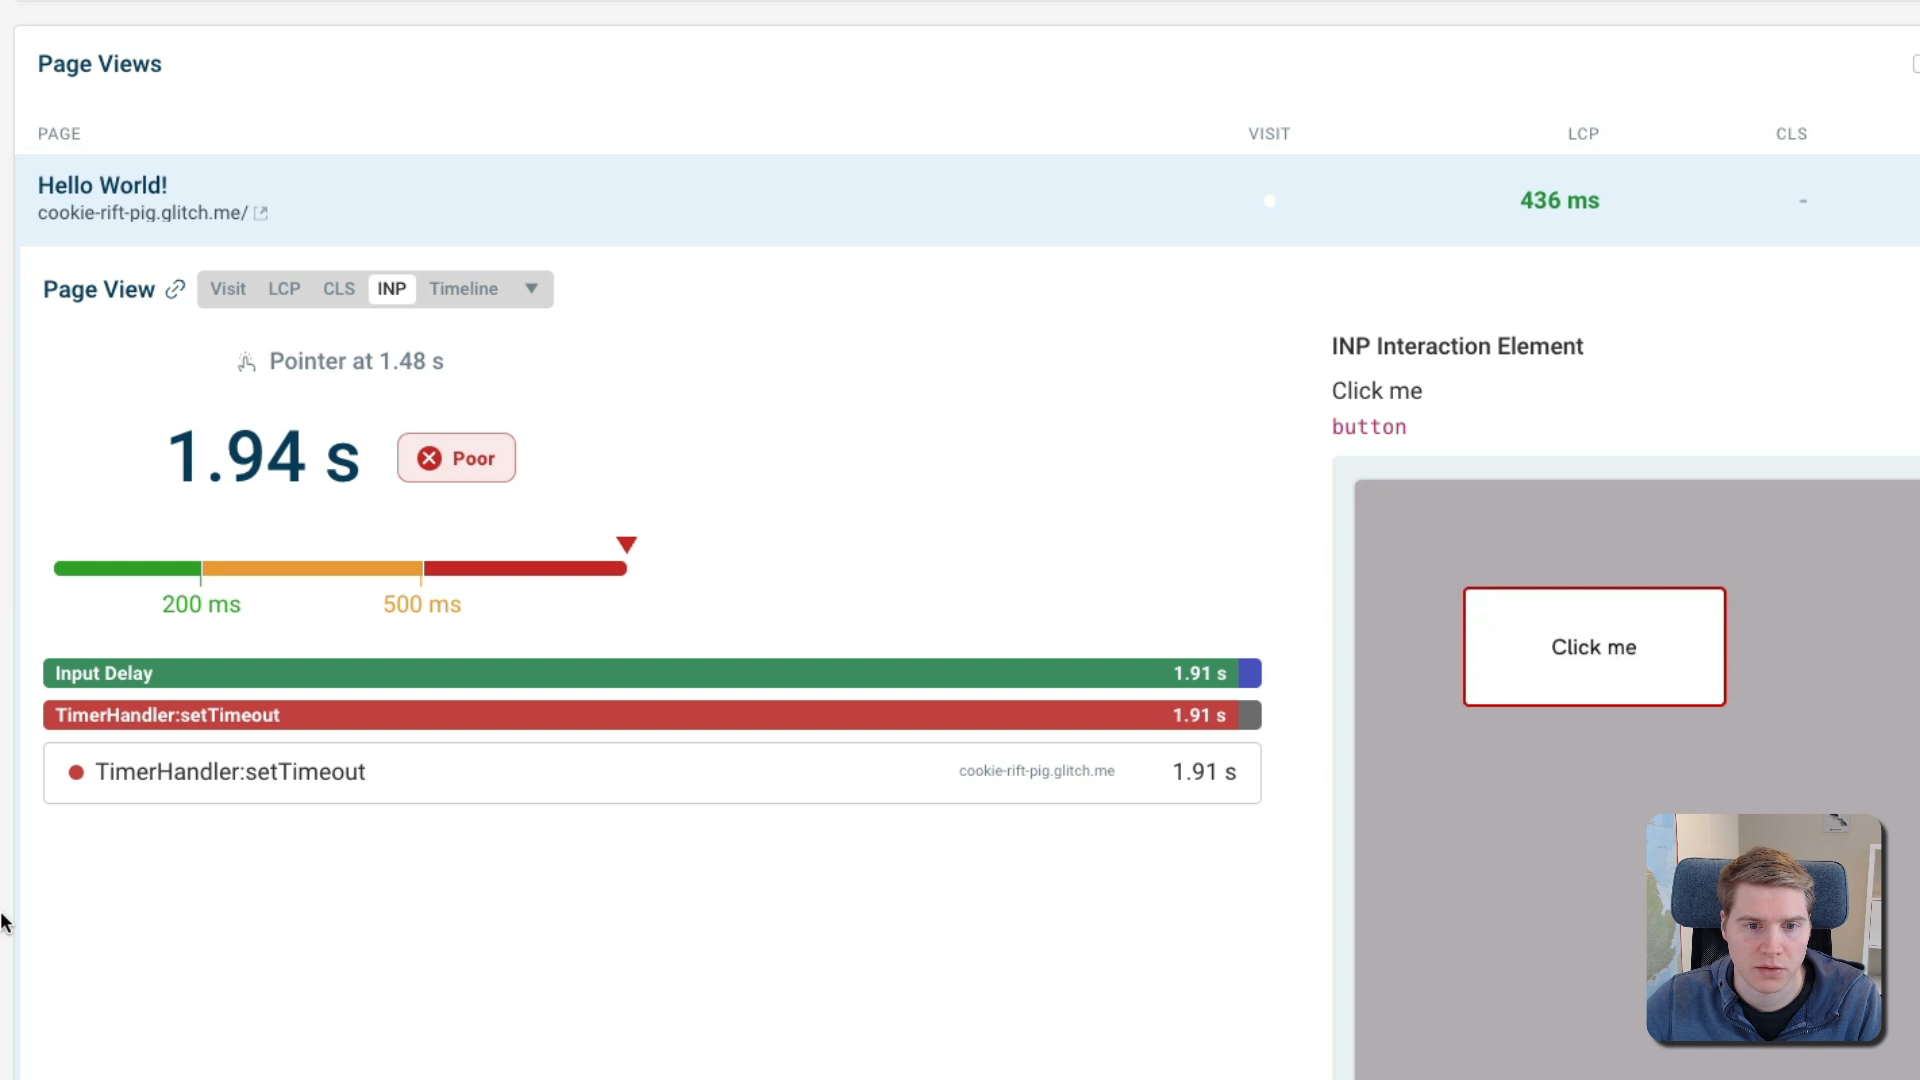 Page Views
PAGE VISIT LCP CLS
Hello World!
cookie-rift-pig.glitch.me/
436 ms -
Page View Visit LCP CLS INP Timeline
Pointer at 1.48 s
1.94 s Poor
200 ms 500 ms
Input Delay 1.91 s
TimerHandler:setTimeout 1.91 s
TimerHandler:setTimeout cookie-rift-pig.glitch.me 1.91 s
INP Interaction Element
Click me
button
Click me